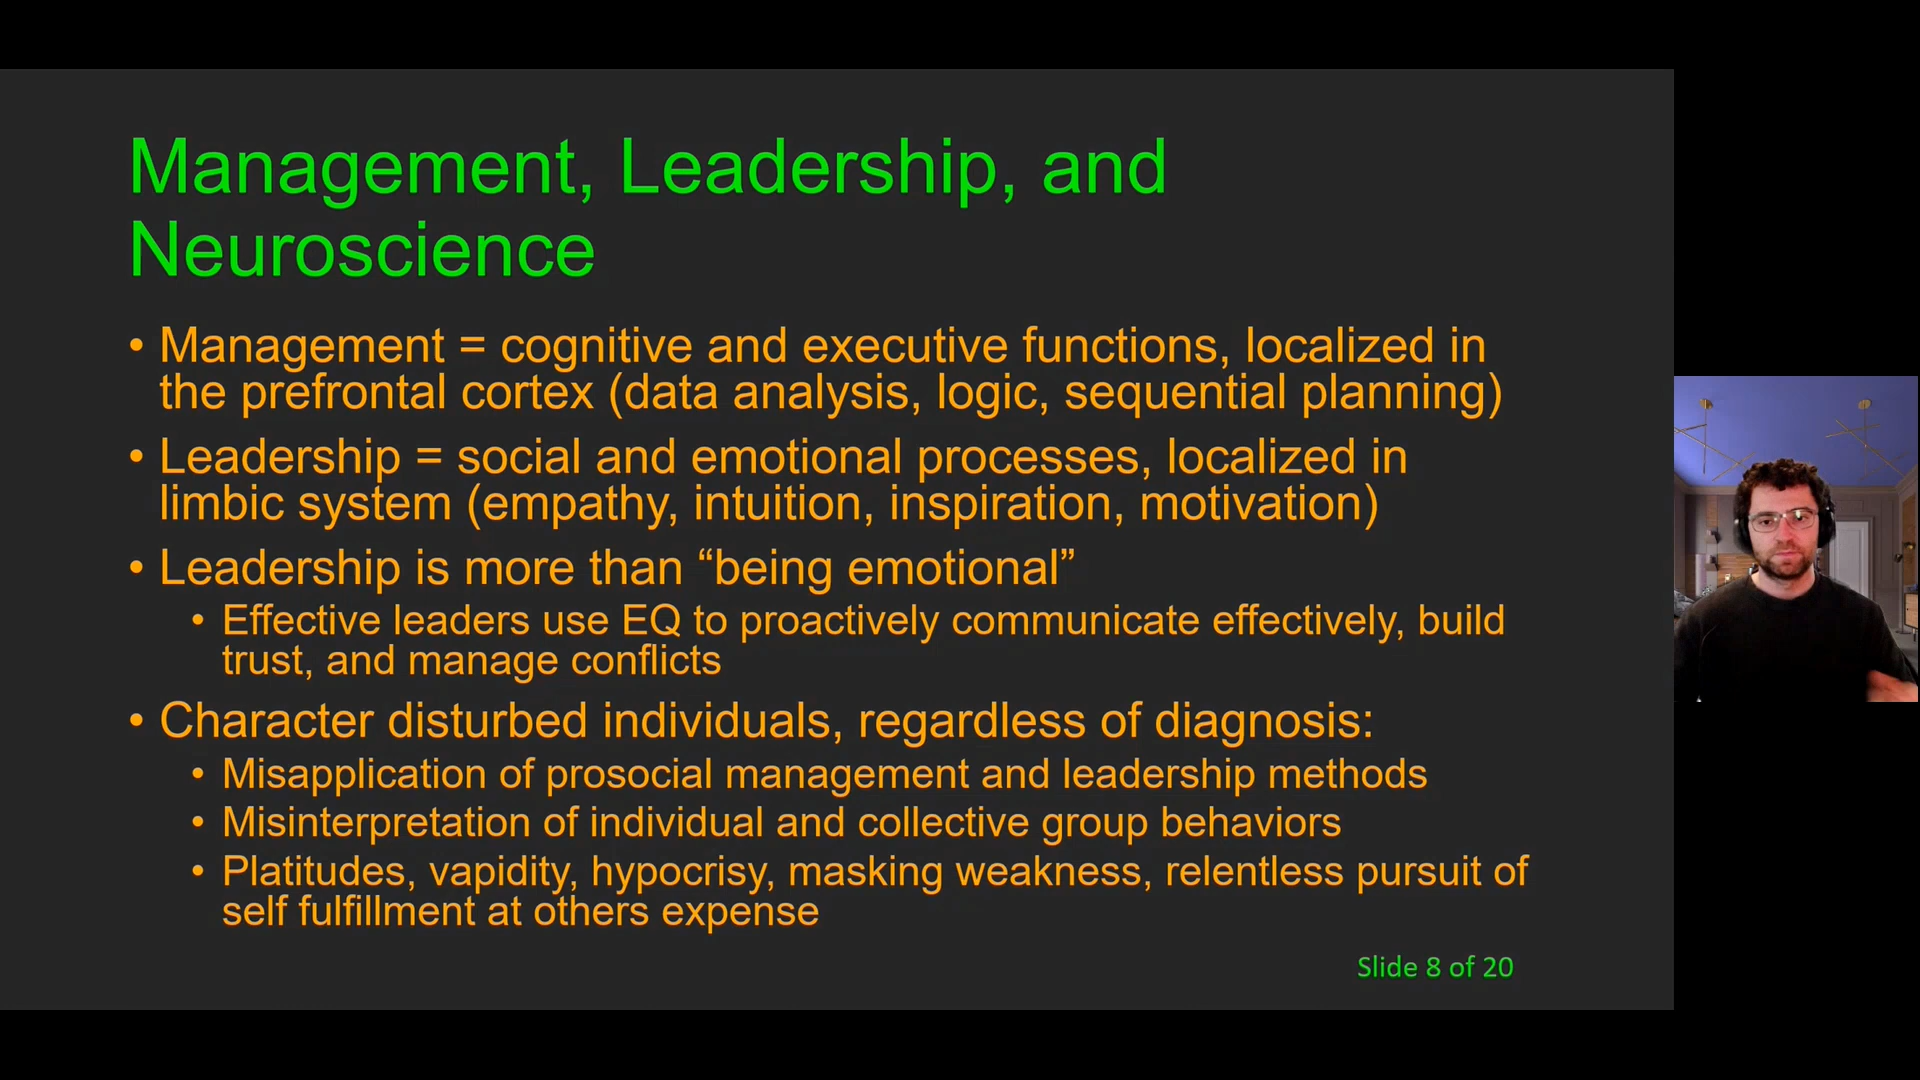 Management, Leadership, and
Neuroscience
• Management = cognitive and executive functions, localized in
the prefrontal cortex (data analysis, logic, sequential planning)
• Leadership = social and emotional processes, localized in
limbic system (empathy, intuition, inspiration, motivation)
• Leadership is more than “being emotional”
• Effective leaders use EQ to proactively communicate effectively, build
trust, and manage conflicts
• Character disturbed individuals, regardless of diagnosis:
• Misapplication of prosocial management and leadership methods
• Misinterpretation of individual and collective group behaviors
• Platitudes, vapidity, hypocrisy, masking weakness, relentless pursuit of
self fulfillment at others expense
Slide 8 of 20